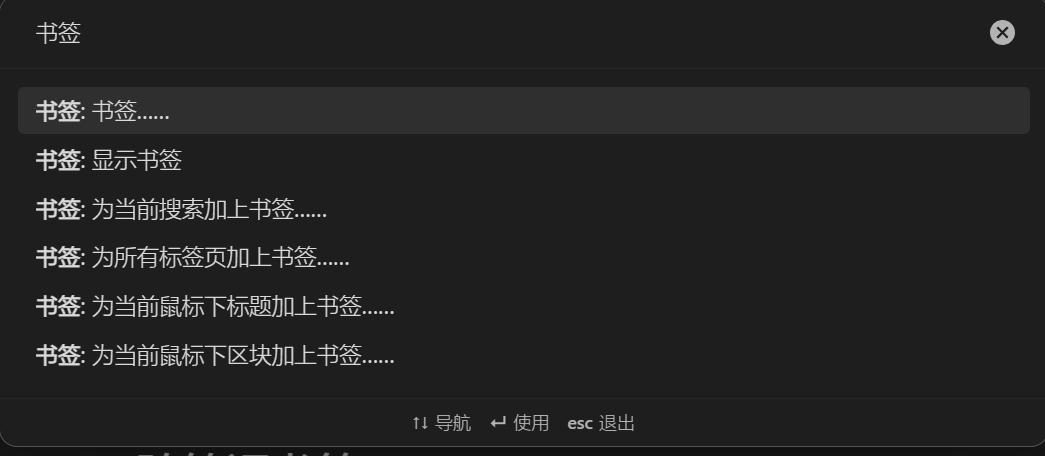 书签
书签: 书签……
书签: 显示书签
书签: 为当前搜索加上书签……
书签: 为所有标签页加上书签……
书签: 为当前鼠标下标题加上书签……
书签: 为当前鼠标下区块加上书签……
↑↓ 导航 ↵ 使用 esc 退出